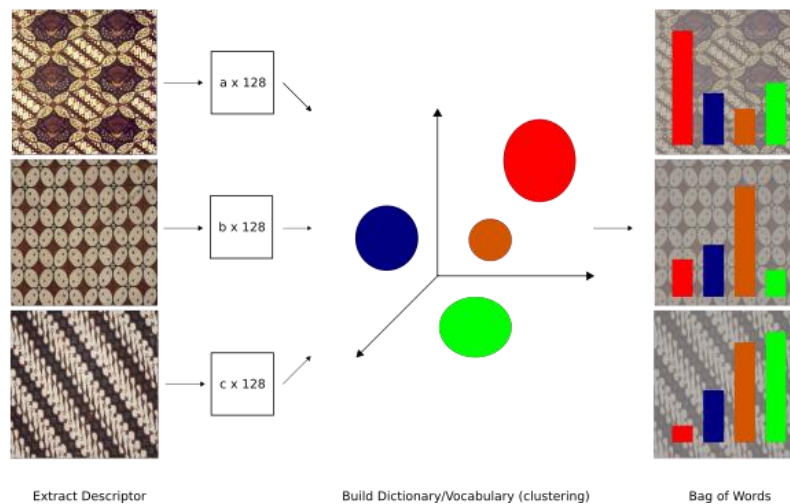 a x 128
b x 128
c x 128
Extract Descriptor
Build Dictionary/Vocabulary (clustering)
Bag of Words